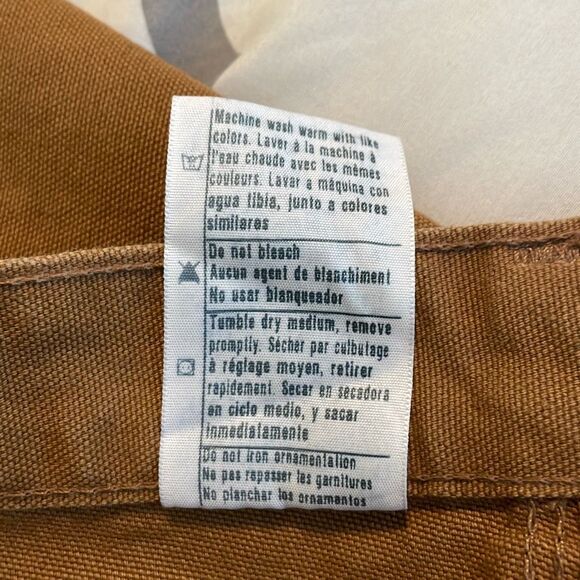 Machine wash warm with like
colors. Laver à la machine à
l'eau chaude avec les mêmes
couleurs. Lavar a máquina con
agua tibia, junto a colores
similares
Do not bleach
Aucun agent de blanchiment
No usar blanqueador
Tumble dry medium, remove
promptly. Sécher par culbutage
à réglage moyen, retirer
rapidement. Secar en secadora
en ciclo medio, y sacar
inmediatamente
Do not iron ornamentation
Ne pas repasser les garnitures
No planchar los ornamentos